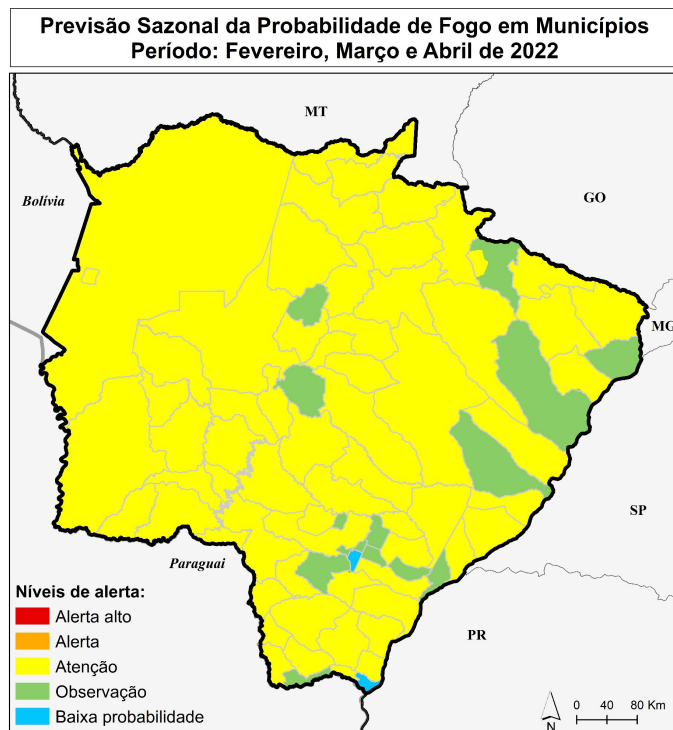 Previsão Sazonal da Probabilidade de Fogo em Municípios
Período: Fevereiro, Março e Abril de 2022
MT
Bolívia
GO
MG
SP
Paraguai
PR
Níveis de alerta:
Alerta alto
Alerta
Atenção
Observação
Baixa probabilidade
N
0 40 80 Km